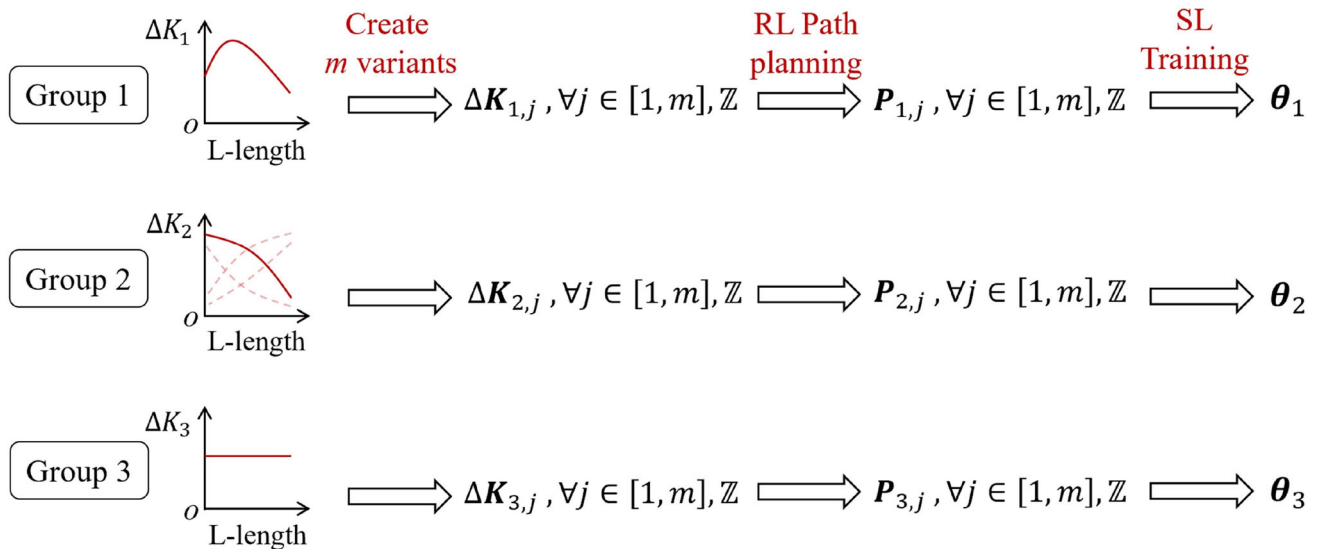 Create
m variants
RL Path
planning
SL
Training
Group 1
ΔK₁
o
L-length
Δ𝑲₁,ⱼ , ∀j ∈ [1, m], ℤ
𝑷₁,ⱼ , ∀j ∈ [1, m], ℤ
𝜽₁
Group 2
ΔK₂
o
L-length
Δ𝑲₂,ⱼ , ∀j ∈ [1, m], ℤ
𝑷₂,ⱼ , ∀j ∈ [1, m], ℤ
𝜽₂
Group 3
ΔK₃
o
L-length
Δ𝑲₃,ⱼ , ∀j ∈ [1, m], ℤ
𝑷₃,ⱼ , ∀j ∈ [1, m], ℤ
𝜽₃